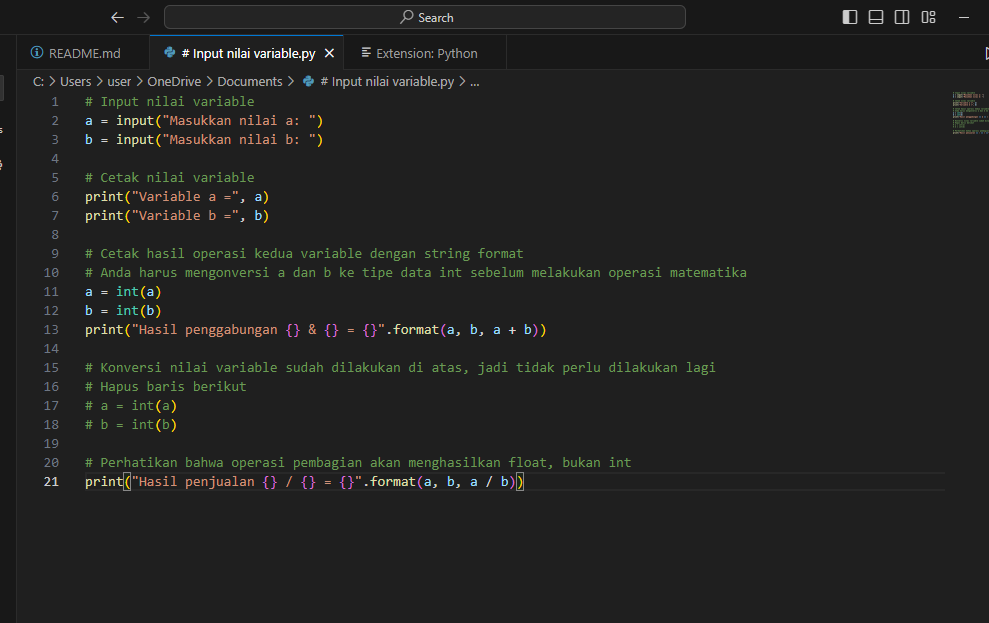 Search
README.md
# Input nilai variable.py
Extension: Python
C: > Users > user > OneDrive > Documents > # Input nilai variable.py > ...
1 # Input nilai variable
2 a = input("Masukkan nilai a: ")
3 b = input("Masukkan nilai b: ")
4
5 # Cetak nilai variable
6 print("Variable a =", a)
7 print("Variable b =", b)
8
9 # Cetak hasil operasi kedua variable dengan string format
10 # Anda harus mengonversi a dan b ke tipe data int sebelum melakukan operasi matematika
11 a = int(a)
12 b = int(b)
13 print("Hasil penggabungan {} & {} = {}".format(a, b, a + b))
14
15 # Konversi nilai variable sudah dilakukan di atas, jadi tidak perlu dilakukan lagi
16 # Hapus baris berikut
17 # a = int(a)
18 # b = int(b)
19
20 # Perhatikan bahwa operasi pembagian akan menghasilkan float, bukan int
21 print("Hasil penjualan {} / {} = {}".format(a, b, a / b))